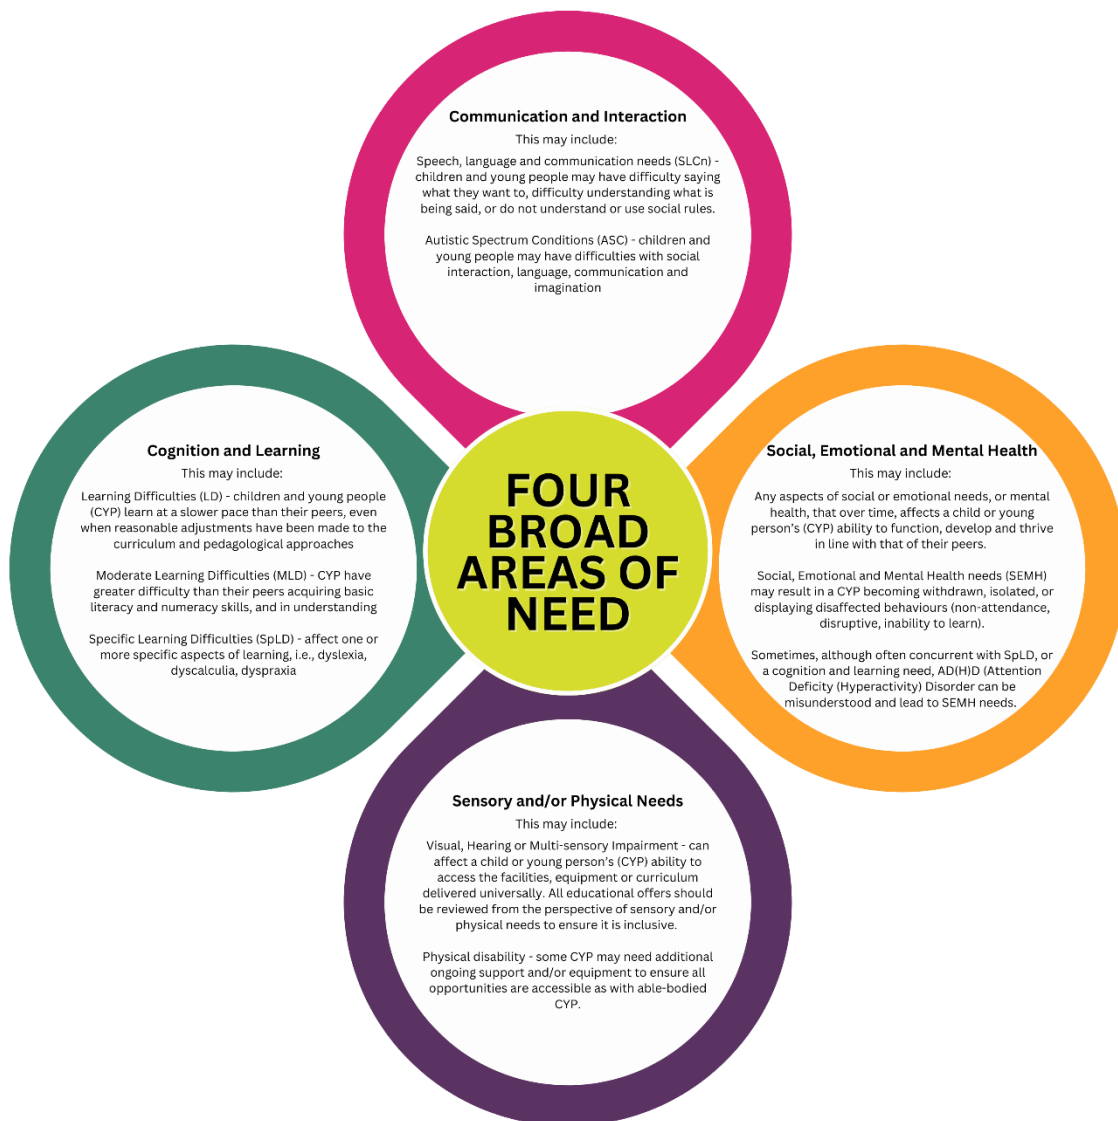 Communication and Interaction
This may include:
Speech, language and communication needs (SLCn) -
children and young people may have difficulty saying
what they want to, difficulty understanding what is
being said, or do not understand or use social rules.
Autistic Spectrum Conditions (ASC) - children and
young people may have difficulties with social
interaction, language, communication and
imagination
Cognition and Learning
This may include:
Learning Difficulties (LD) - children and young people
(CYP) learn at a slower pace than their peers, even
when reasonable adjustments have been made to the
curriculum and pedagological approaches
Moderate Learning Difficulties (MLD) - CYP have
greater difficulty than their peers acquiring basic
literacy and numeracy skills, and in understanding
Specific Learning Difficulties (SpLD) - affect one or
more specific aspects of learning, i.e., dyslexia,
dyscalculia, dyspraxia
FOUR
BROAD
AREAS OF
NEED
Social, Emotional and Mental Health
This may include:
Any aspects of social or emotional needs, or mental
health, that over time, affects a child or young
person's (CYP) ability to function, develop and thrive
in line with that of their peers.
Social, Emotional and Mental Health needs (SEMH)
may result in a CYP becoming withdrawn, isolated, or
displaying disaffected behaviours (non-attendance,
disruptive, inability to learn).
Sometimes, although often concurrent with SpLD, or
a cognition and learning need, AD(H)D (Attention
Deficity (Hyperactivity) Disorder can be
misunderstood and lead to SEMH needs.
Sensory and/or Physical Needs
This may include:
Visual, Hearing or Multi-sensory Impairment - can
affect a child or young person's (CYP) ability to
access the facilities, equipment or curriculum
delivered universally. All educational offers should
be reviewed from the perspective of sensory and/or
physical needs to ensure it is inclusive.
Physical disability - some CYP may need additional
ongoing support and/or equipment to ensure all
opportunities are accessible as with able-bodied
CYP.